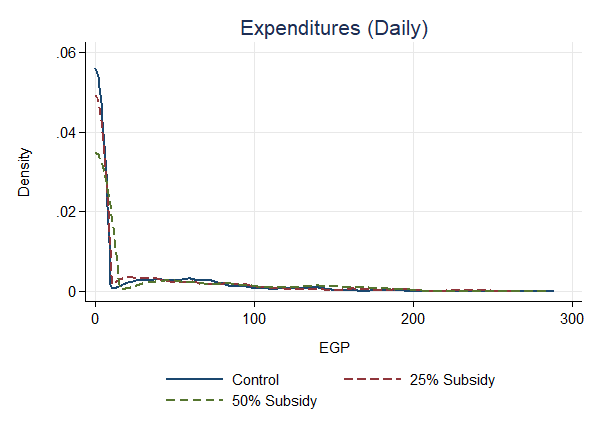 Expenditures (Daily)
.06
.04
.02
0
Density
0 100 200 300
EGP
Control 25% Subsidy
50% Subsidy